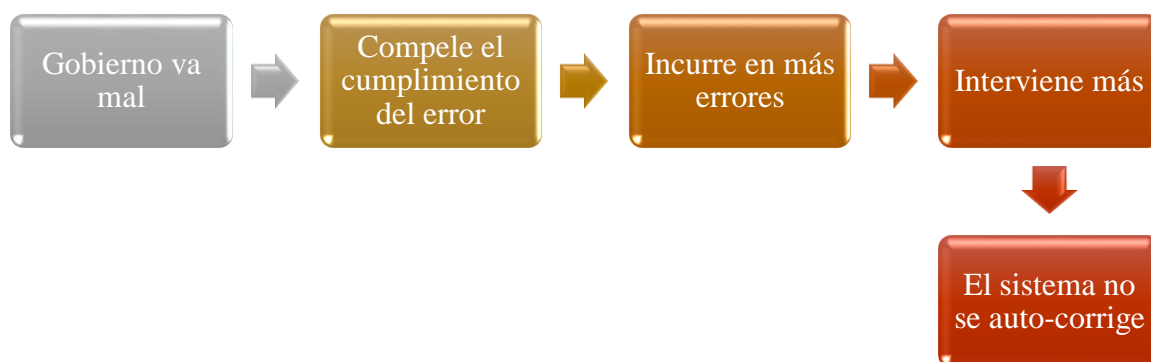 Gobierno va
mal
Compele el
cumplimiento
del error
Incurre en más
errores
Interviene más
El sistema no
se auto-corrige